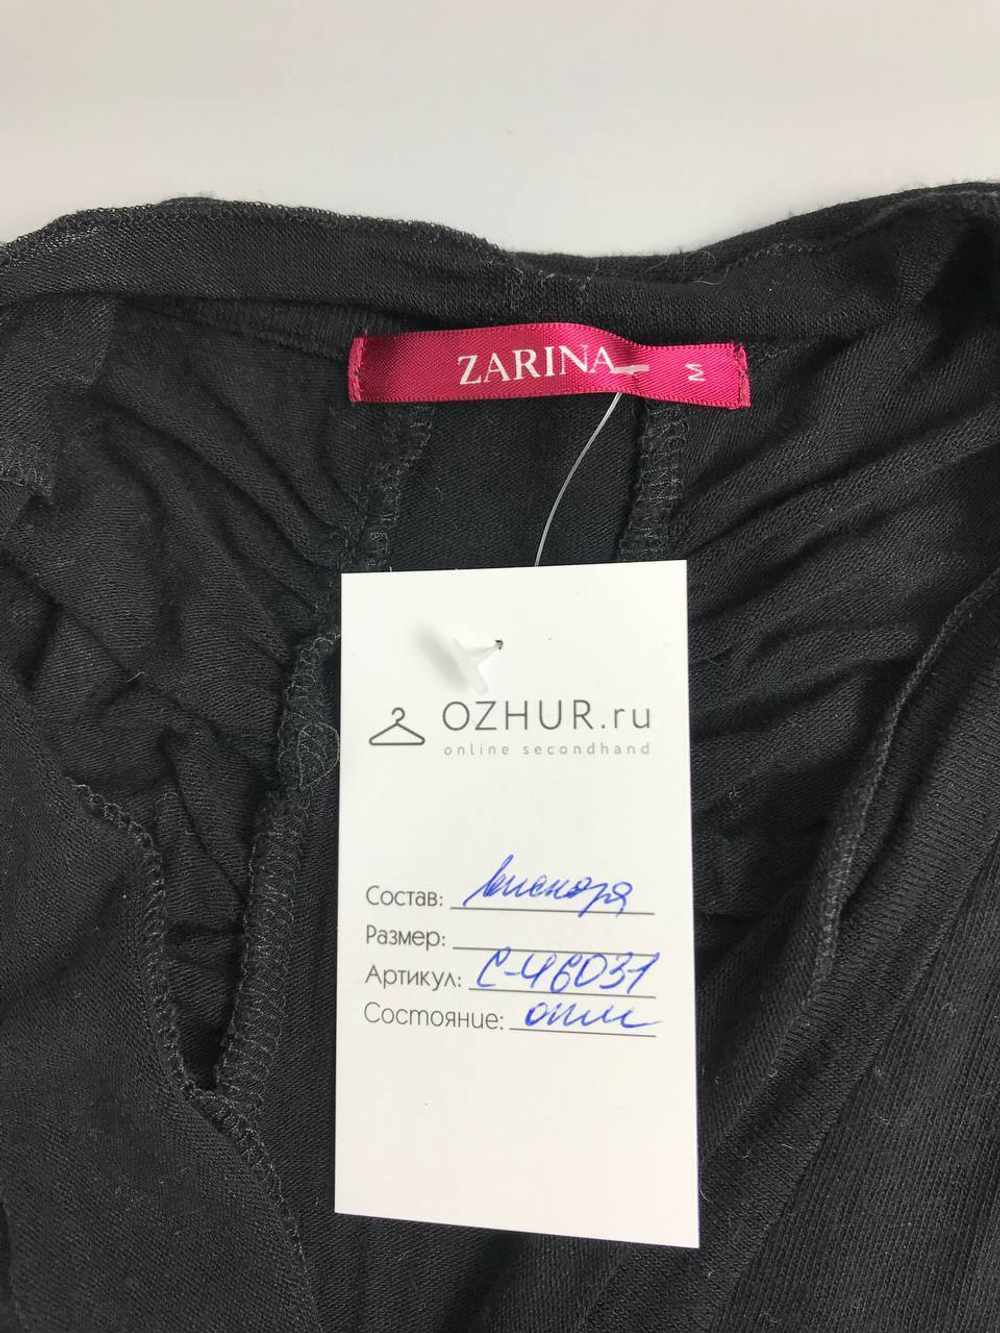 ZARINA M
OZHUR.ru
online secondhand
Состав: вискоза
Размер:
Артикул: С-46031
Состояние: отл